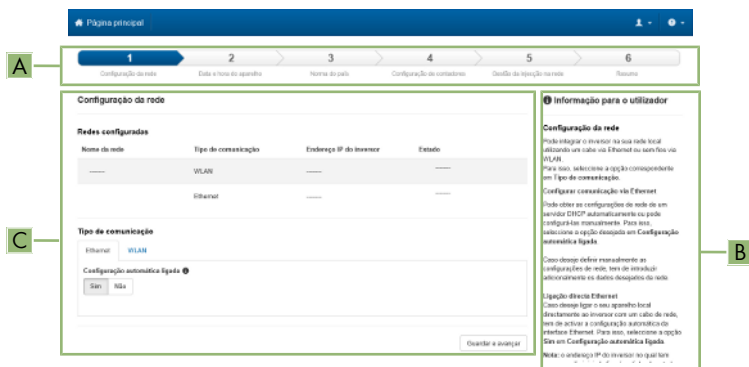 Página principal
A
1 2 3 4 5 6
Configuração da rede Data e hora do aparelho Norma do país Configuração de contadores Gestão da injecção na rede Resumo
Configuração da rede
Redes configuradas
Nome da rede Tipo de comunicação Endereço IP do inversor Estado
WLAN
Ethernet
Tipo de comunicação
C
Ethernet WLAN
Configuração automática ligada
Sim Não
Guardar e avançar
Informação para o utilizador
Configuração da rede
Pode integrar o inversor na sua rede local
utilizando um cabo via Ethernet ou sem fios via
WLAN.
Para isso, seleccione a opção correspondente
em Tipo de comunicação.
Configurar comunicação via Ethernet
Pode obter as configurações de rede de um
servidor DHCP automaticamente ou pode
configurá-las manualmente. Para isso,
seleccione a opção desejada em Configuração
automática ligada.
B
Caso deseje definir manualmente as
configurações de rede, tem de introduzir
adicionalmente os dados desejados da rede.
Ligação directa Ethernet
Caso deseje ligar o seu aparelho local
directamente ao inversor com um cabo de rede,
tem de activar a configuração automática da
interface Ethernet. Para isso, seleccione a opção
Sim em Configuração automática ligada.
Nota: o endereço IP do inversor no qual tem